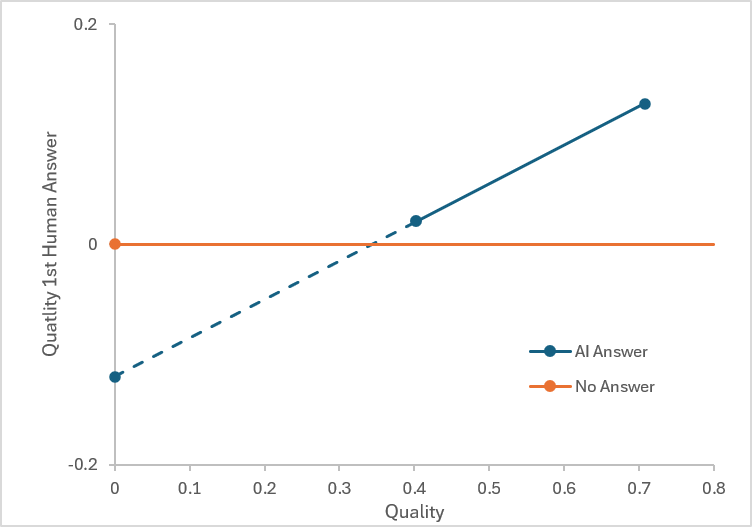 0.2
0
-0.2
Quatlity 1st Human Answer
AI Answer
No Answer
0 0.1 0.2 0.3 0.4 0.5 0.6 0.7 0.8
Quality